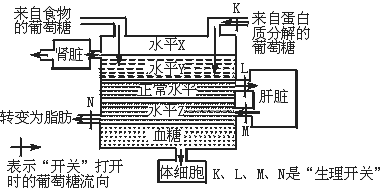 来自食物
的葡萄糖
K
来自蛋白
质分解的
葡萄糖
水平X
肾脏
水平Y
L
正常水平
肝脏
N
水平Z
M
转变为脂肪
血糖
表示“开关”打开
时的葡萄糖流向
体细胞
K、L、M、N是“生理开关”